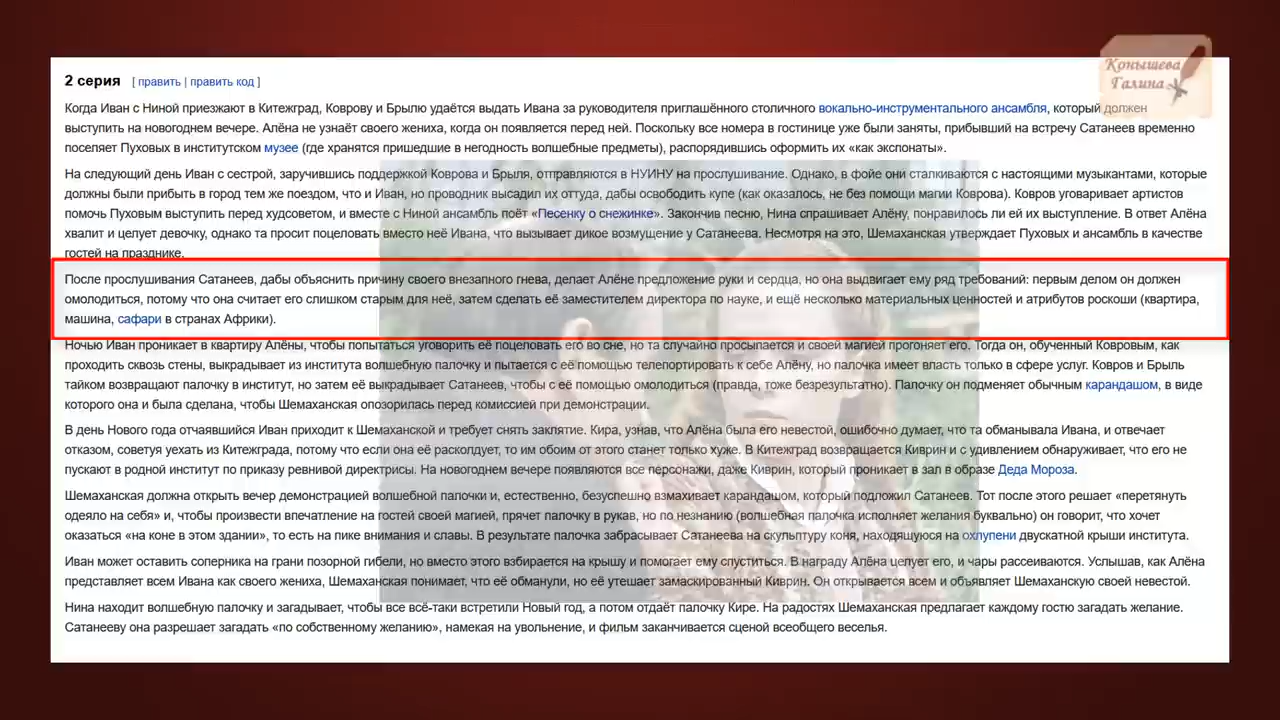 Конышева
Галина
2 серия [ править | править код ]
Когда Иван с Ниной приезжают в Китежград, Коврову и Брылю удаётся выдать Ивана за руководителя приглашённого столичного вокально-инструментального ансамбля, который должен
выступить на новогоднем вечере. Алёна не узнаёт своего жениха, когда он появляется перед ней. Поскольку все номера в гостинице уже были заняты, прибывший на встречу Сатанеев временно
поселяет Пуховых в институтском музее (где хранятся пришедшие в негодность волшебные предметы), распорядившись оформить их «как экспонаты».
На следующий день Иван с сестрой, заручившись поддержкой Коврова и Брыля, отправляются в НУИНУ на прослушивание. Однако, в фойе они сталкиваются с настоящими музыкантами, которые
должны были прибыть в город тем же поездом, что и Иван, но проводник высадил их оттуда, дабы освободить купе (как оказалось, не без помощи магии Коврова). Ковров уговаривает артистов
помочь Пуховым выступить перед худсоветом, и вместе с Ниной ансамбль поёт «Песенку о снежинке». Закончив песню, Нина спрашивает Алёну, понравилось ли ей их выступление. В ответ Алёна
хвалит и целует девочку, однако та просит поцеловать вместо неё Ивана, что вызывает дикое возмущение у Сатанеева. Несмотря на это, Шемаханская утверждает Пуховых и ансамбль в качестве
гостей на празднике.
После прослушивания Сатанеев, дабы объяснить причину своего внезапного гнева, делает Алёне предложение руки и сердца, но она выдвигает ему ряд требований: первым делом он должен
омолодиться, потому что она считает его слишком старым для неё, затем сделать её заместителем директора по науке, и ещё несколько материальных ценностей и атрибутов роскоши (квартира,
машина, сафари в странах Африки).
Ночью Иван проникает в квартиру Алёны, чтобы попытаться уговорить её поцеловать его во сне, но та случайно просыпается и своей магией прогоняет его. Тогда он, обученный Ковровым, как
проходить сквозь стены, выкрадывает из института волшебную палочку и пытается с её помощью телепортировать к себе Алёну, но палочка имеет власть только в сфере услуг. Ковров и Брыль
тайком возвращают палочку в институт, но затем её выкрадывает Сатанеев, чтобы с её помощью омолодиться (правда, тоже безрезультатно). Палочку он подменяет обычным карандашом, в виде
которого она и была сделана, чтобы Шемаханская опозорилась перед комиссией при демонстрации.
В день Нового года отчаявшийся Иван приходит к Шемаханской и требует снять заклятие. Кира, узнав, что Алёна была его невестой, ошибочно думает, что та обманывала Ивана, и отвечает
отказом, советуя уехать из Китежграда, потому что если она её расколдует, то им обоим от этого станет только хуже. В Китежград возвращается Киврин и с удивлением обнаруживает, что его не
пускают в родной институт по приказу ревнивой директрисы. На новогоднем вечере появляются все персонажи, даже Киврин, который проникает в зал в образе Деда Мороза.
Шемаханская должна открыть вечер демонстрацией волшебной палочки и, естественно, безуспешно взмахивает карандашом, который подложил Сатанеев. Тот после этого решает «перетянуть
одеяло на себя» и, чтобы произвести впечатление на гостей своей магией, прячет палочку в рукав, но по незнанию (волшебная палочка исполняет желания буквально) он говорит, что хочет
оказаться «на коне в этом здании», то есть на пике внимания и славы. В результате палочка забрасывает Сатанеева на скульптуру коня, находящуюся на охлупени двускатной крыши института.
Иван может оставить соперника на грани позорной гибели, но вместо этого взбирается на крышу и помогает ему спуститься. В награду Алёна целует его, и чары рассеиваются. Услышав, как Алёна
представляет всем Ивана как своего жениха, Шемаханская понимает, что её обманули, но её утешает замаскированный Киврин. Он открывается всем и объявляет Шемаханскую своей невестой.
Нина находит волшебную палочку и загадывает, чтобы все всё-таки встретили Новый год, а потом отдаёт палочку Кире. На радостях Шемаханская предлагает каждому гостю загадать желание.
Сатанееву она разрешает загадать «по собственному желанию», намекая на увольнение, и фильм заканчивается сценой всеобщего веселья.